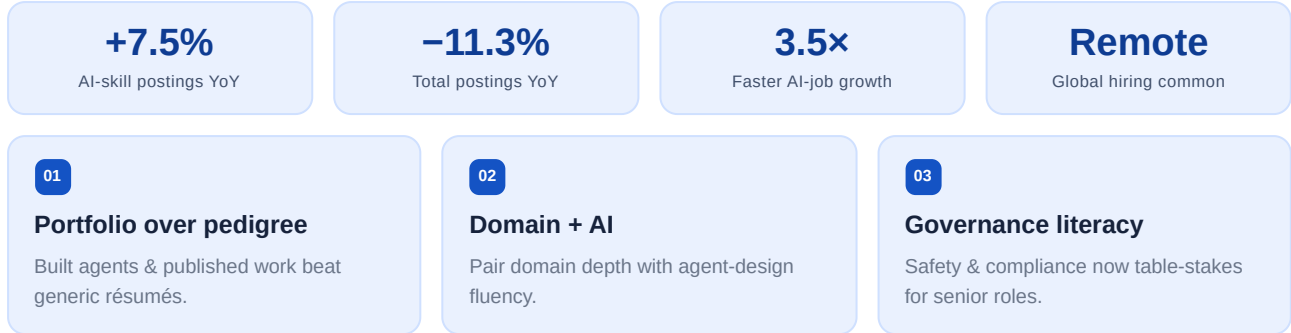 +7.5%
AI-skill postings YoY
−11.3%
Total postings YoY
3.5×
Faster AI-job growth
Remote
Global hiring common
01
Portfolio over pedigree
Built agents & published work beat
generic résumés.
02
Domain + AI
Pair domain depth with agent-design
fluency.
03
Governance literacy
Safety & compliance now table-stakes
for senior roles.